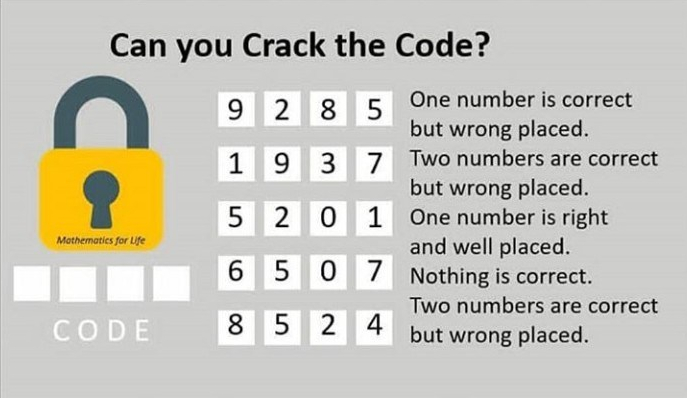 Can you Crack the Code?
9 2 8 5 One number is correct
but wrong placed.
1 9 3 7 Two numbers are correct
but wrong placed.
5 2 0 1 One number is right
and well placed.
6 5 0 7 Nothing is correct.
8 5 2 4 Two numbers are correct
but wrong placed.
Mathematics for Life
CODE